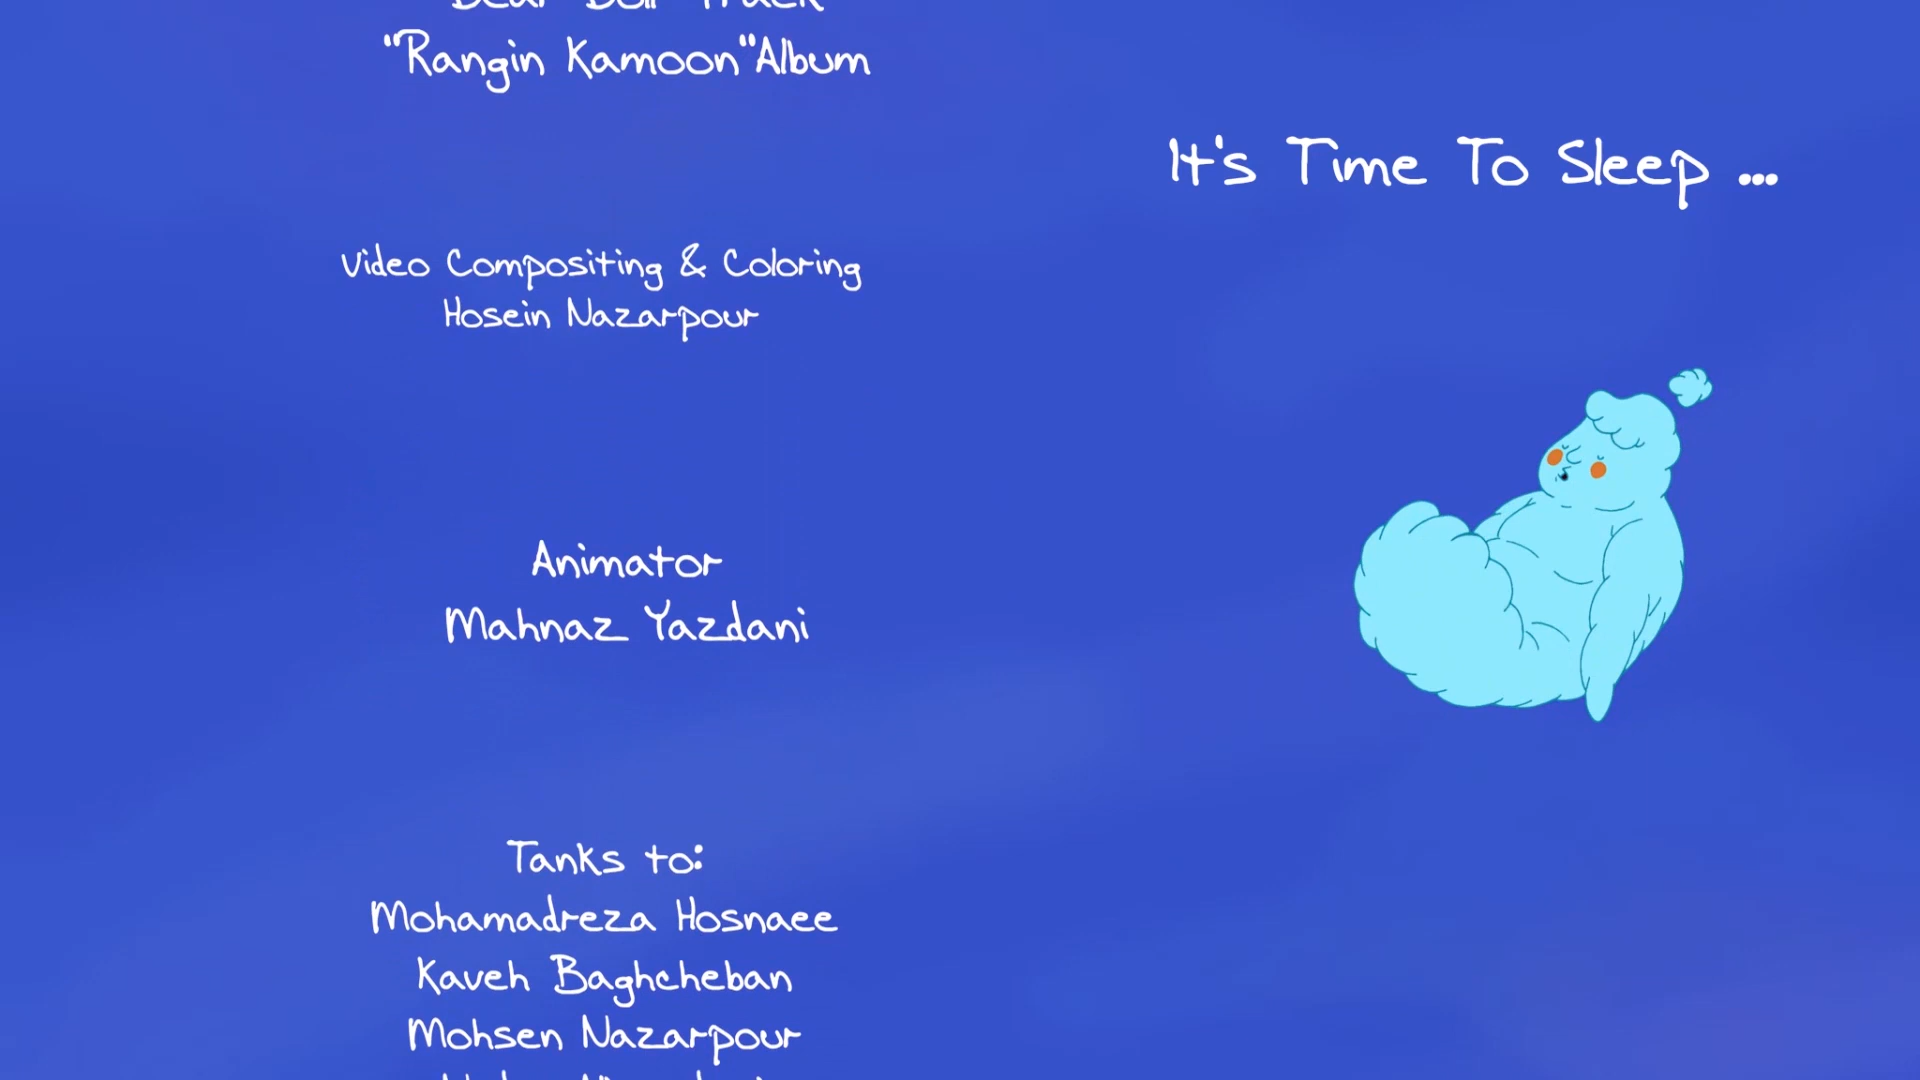 "Rangin Kamoon"Album
It's Time To Sleep ...
Video Compositing & Coloring
Hosein Nazarpour
Animator
Mahnaz Yazdani
Tanks to:
Mohamadreza Hosnaee
Kaveh Baghcheban
Mohsen Nazarpour